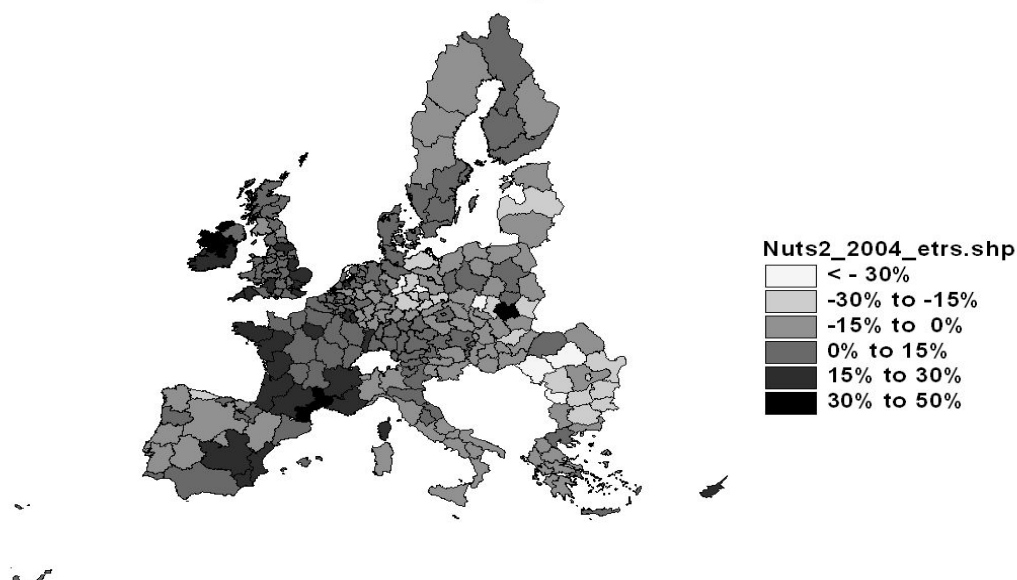 Nuts2_2004_etrs.shp
< - 30%
-30% to -15%
-15% to 0%
0% to 15%
15% to 30%
30% to 50%